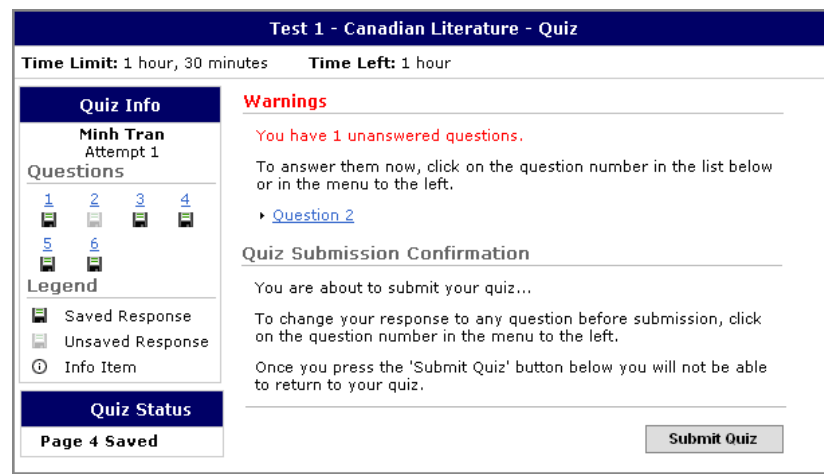 Test 1 - Canadian Literature - Quiz
Time Limit: 1 hour, 30 minutes Time Left: 1 hour
Quiz Info
Minh Tran
Attempt 1
Questions
1 2 3 4
5 6
Legend
Saved Response
Unsaved Response
Info Item
Quiz Status
Page 4 Saved
Warnings
You have 1 unanswered questions.
To answer them now, click on the question number in the list below
or in the menu to the left.
Question 2
Quiz Submission Confirmation
You are about to submit your quiz...
To change your response to any question before submission, click
on the question number in the menu to the left.
Once you press the 'Submit Quiz' button below you will not be able
to return to your quiz.
Submit Quiz